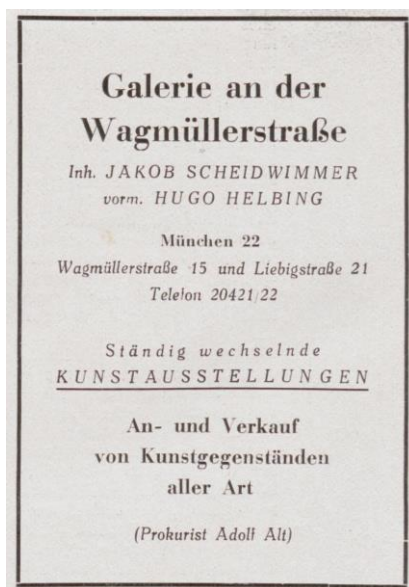 Galerie an der
Wagmüllerstraße
Inh. JAKOB SCHEIDWIMMER
vorm. HUGO HELBING
München 22
Wagmüllerstraße 15 und Liebigstraße 21
Telefon 20421/22
Ständig wechselnde
KUNSTAUSSTELLUNGEN
An- und Verkauf
von Kunstgegenständen
aller Art
(Prokurist Adolf Alt)